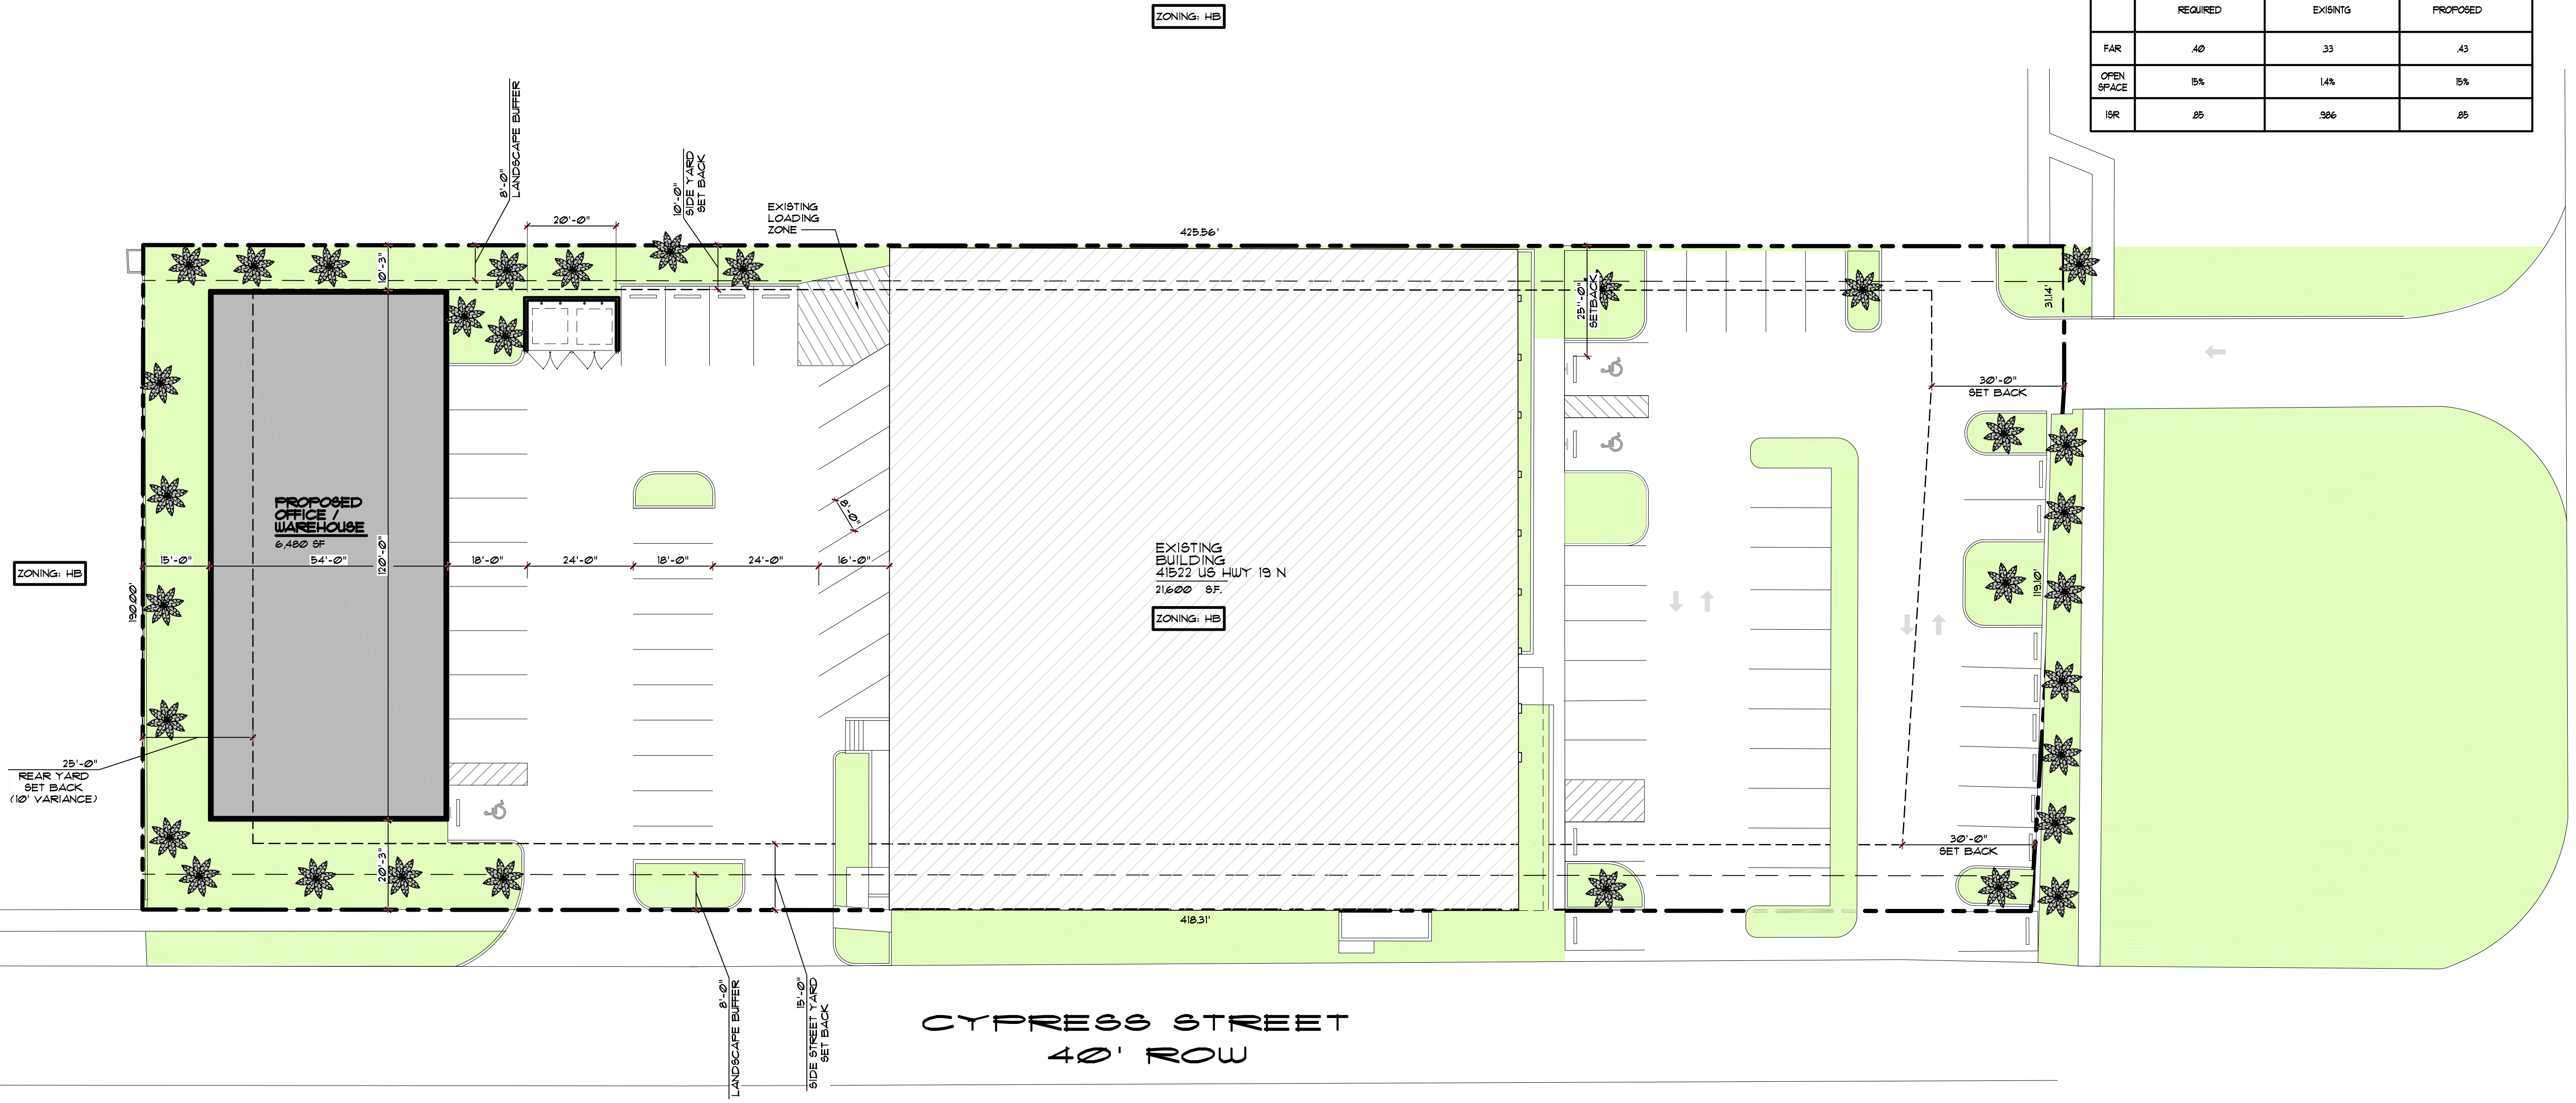 ZONING: HB
REQUIRED EXISINTG PROPOSED
FAR .40 .33 .43
OPEN
SPACE 15% 1.4% 15%
ISR .85 .986 .85
8'-0"
LANDSCAPE BUFFER
10'-0"
SIDE YARD
SET BACK
EXISTING
LOADING
ZONE
20'-0"
425.56'
10'-3"
25'-0"
SETBACK
31.14'
30'-0"
SET BACK
PROPOSED
OFFICE /
WAREHOUSE
6,480 SF
8'-0"
ZONING: HB
15'-0" 54'-0" 120'-0" 18'-0" 24'-0" 18'-0" 24'-0" 16'-0"
190.00'
EXISTING
BUILDING
41522 US HWY 19 N
21,600 S.F.
ZONING: HB
119.10'
25'-0"
REAR YARD
SET BACK
(10' VARIANCE)
20'-3"
30'-0"
SET BACK
418.31'
8'-0"
LANDSCAPE BUFFER
15'-0"
SIDE STREET YARD
SET BACK
CYPRESS STREET
40' ROW